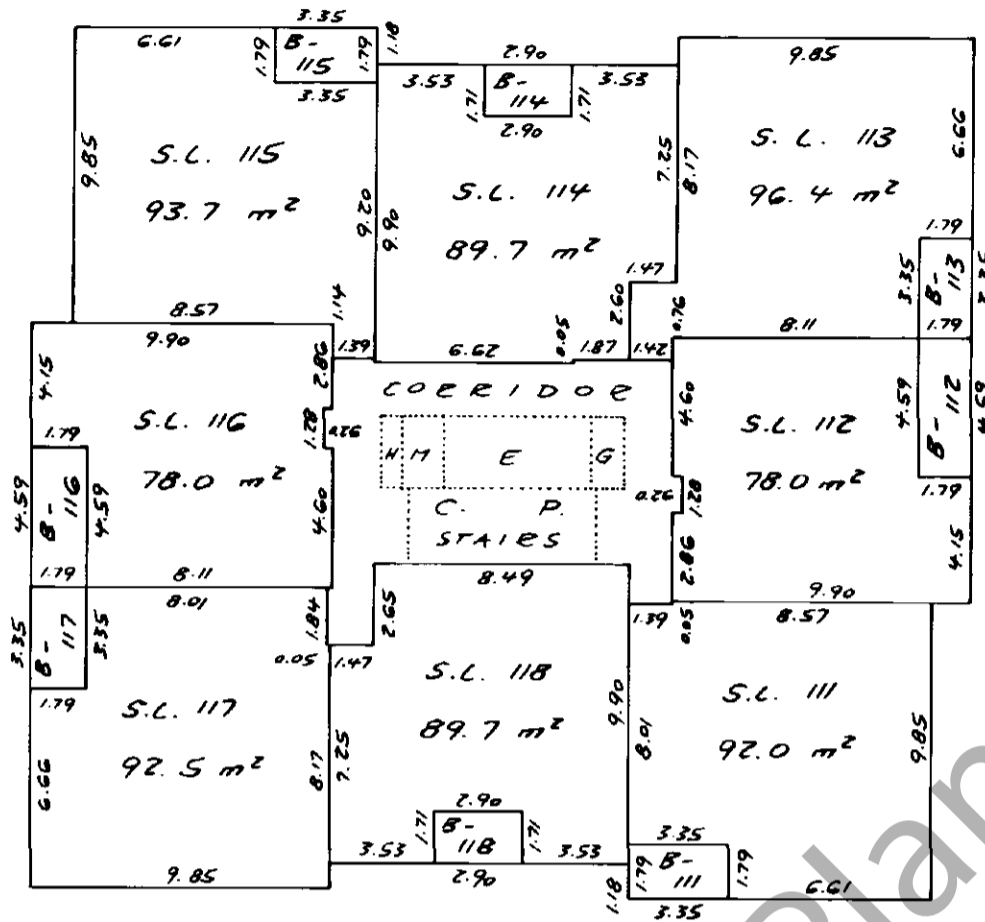 3.35
6.61
1.79
B-
115
1.79
1.18
3.35
2.90
3.53
1.71
B-
114
1.71
3.53
2.90
9.85
9.85
S.L. 115
93.7 m²
9.20
9.90
S.L. 114
89.7 m²
7.25
8.17
S.L. 113
96.4 m²
6.66
1.79
3.35
B-
113
3.35
1.79
8.57
1.14
1.39
6.62
0.05
1.87
2.60
1.47
0.76
1.42
8.11
9.90
4.15
2.86
S.L. 116
78.0 m²
1.28
0.26
4.60
1.79
4.59
B-
116
4.59
1.79
8.11
CORRIDOR
H
M
E
G
C. P.
STAIRS
4.60
0.26
1.28
2.86
S.L. 112
78.0 m²
4.59
B-
112
4.59
1.79
4.15
9.90
8.01
1.84
0.05
1.47
2.65
8.49
1.39
0.05
8.57
3.35
B-
117
3.35
1.79
S.L. 117
92.5 m²
6.66
8.17
7.25
9.85
S.L. 118
89.7 m²
9.90
8.01
S.L. 111
92.0 m²
9.85
2.90
1.71
B-
118
1.71
3.53
2.90
3.53
1.18
3.35
1.79
B-
111
1.79
6.61
3.35
Plan